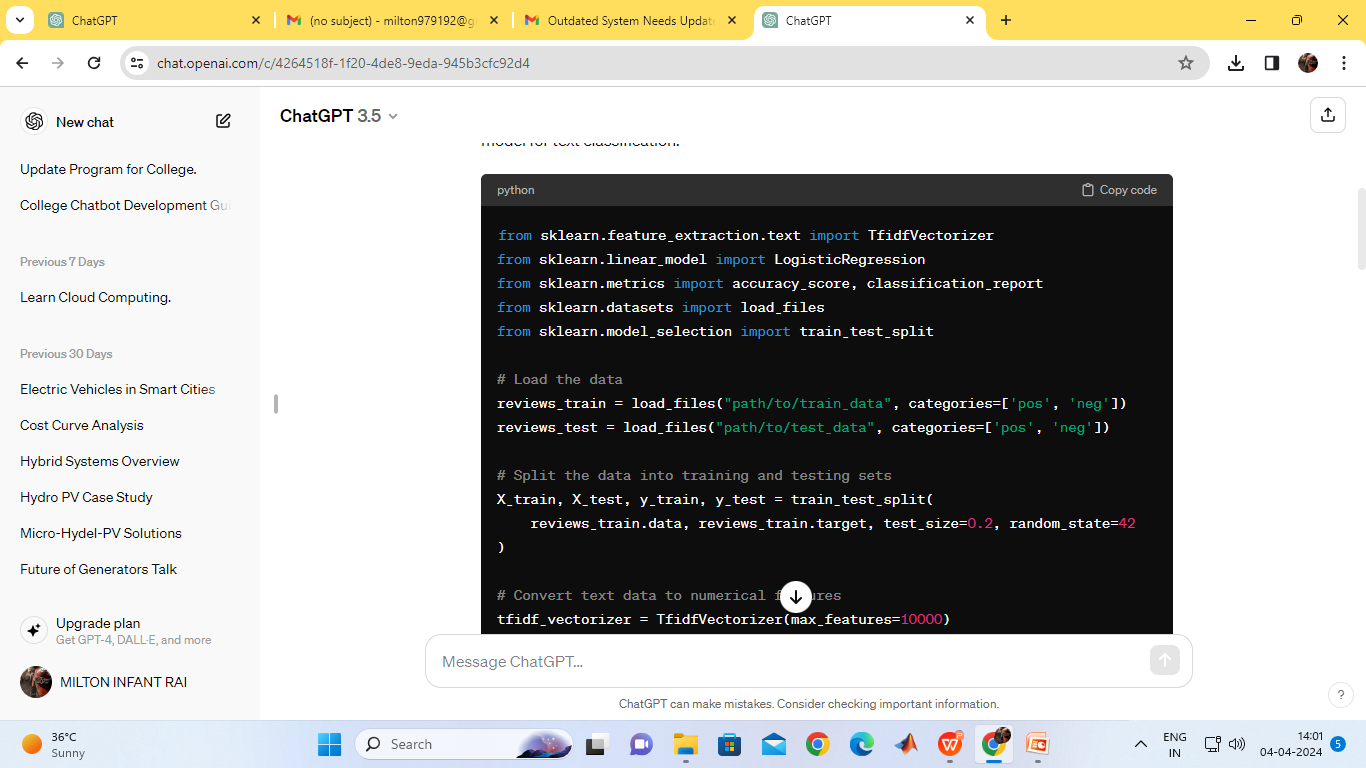 ChatGPT
(no subject) - milton979192@g
Outdated System Needs Updat
ChatGPT
chat.openai.com/c/4264518f-1f20-4de8-9eda-945b3cfc92d4
New chat
Update Program for College.
College Chatbot Development Gui
Previous 7 Days
Learn Cloud Computing.
Previous 30 Days
Electric Vehicles in Smart Cities
Cost Curve Analysis
Hybrid Systems Overview
Hydro PV Case Study
Micro-Hydel-PV Solutions
Future of Generators Talk
Upgrade plan
Get GPT-4, DALL·E, and more
MILTON INFANT RAI
ChatGPT 3.5
model for text classification.
python
Copy code
from sklearn.feature_extraction.text import TfidfVectorizer
from sklearn.linear_model import LogisticRegression
from sklearn.metrics import accuracy_score, classification_report
from sklearn.datasets import load_files
from sklearn.model_selection import train_test_split
# Load the data
reviews_train = load_files("path/to/train_data", categories=['pos', 'neg'])
reviews_test = load_files("path/to/test_data", categories=['pos', 'neg'])
# Split the data into training and testing sets
X_train, X_test, y_train, y_test = train_test_split(
    reviews_train.data, reviews_train.target, test_size=0.2, random_state=42
)
# Convert text data to numerical f ures
tfidf_vectorizer = TfidfVectorizer(max_features=10000)
Message ChatGPT…
ChatGPT can make mistakes. Consider checking important information.
?
36°C
Sunny
Search
ENG
IN
14:01
04-04-2024
5